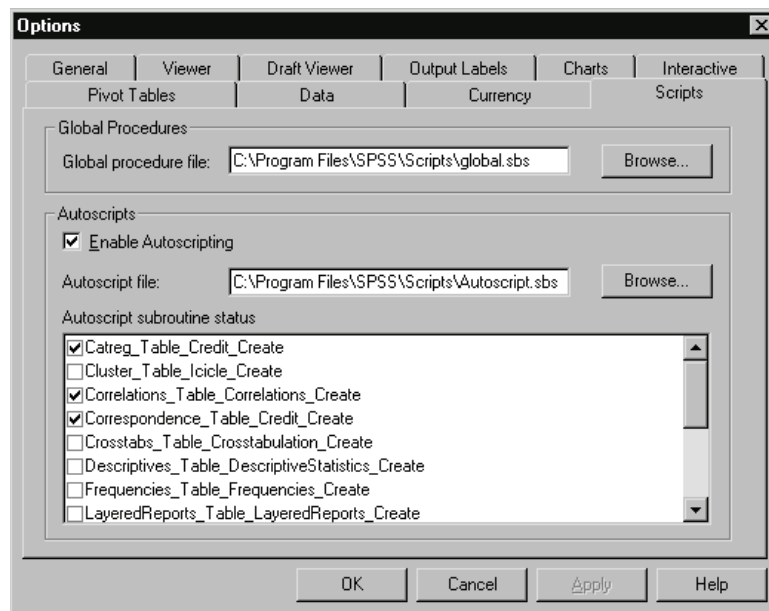 Options
General Viewer Draft Viewer Output Labels Charts Interactive
Pivot Tables Data Currency Scripts
Global Procedures
Global procedure file: C:\Program Files\SPSS\Scripts\global.sbs Browse...
Autoscripts
Enable Autoscripting
Autoscript file: C:\Program Files\SPSS\Scripts\Autoscript.sbs Browse...
Autoscript subroutine status
Catreg_Table_Credit_Create
Cluster_Table_Icicle_Create
Correlations_Table_Correlations_Create
Correspondence_Table_Credit_Create
Crosstabs_Table_Crosstabulation_Create
Descriptives_Table_DescriptiveStatistics_Create
Frequencies_Table_Frequencies_Create
LayeredReports_Table_LayeredReports_Create
OK Cancel Apply Help